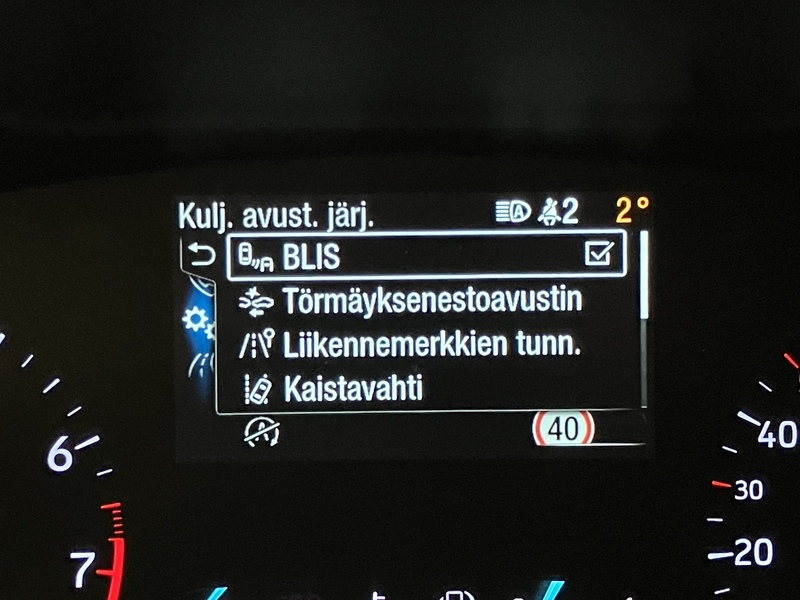 Kulj. avust. järj. 2 2°
BLIS
Törmäyksenestoavustin
Liikennemerkkien tunn.
Kaistavahti
40
6
7
40
30
20